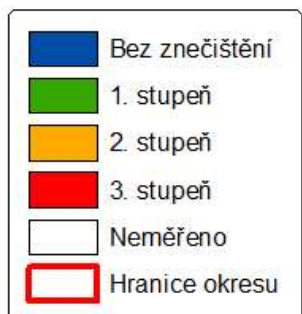 Bez znečištění
1. stupeň
2. stupeň
3. stupeň
Neměřeno
Hranice okresu